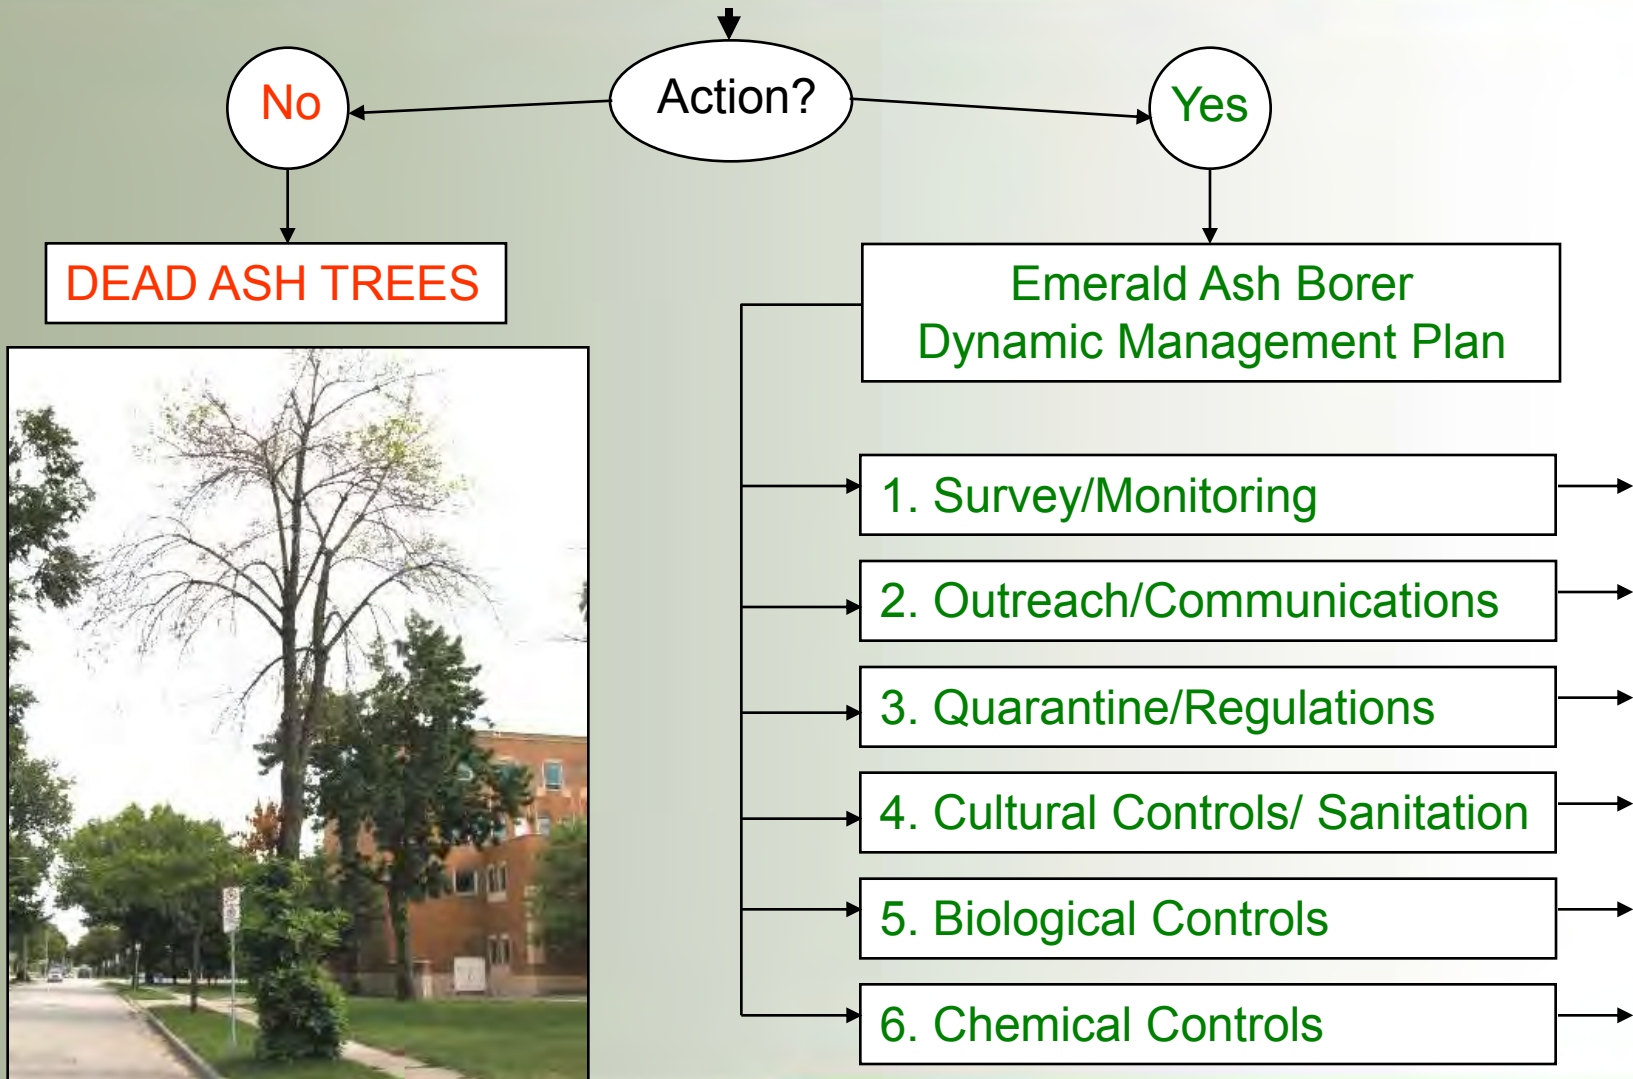 Action?
No
Yes
DEAD ASH TREES
Emerald Ash Borer
Dynamic Management Plan
1. Survey/Monitoring
2. Outreach/Communications
3. Quarantine/Regulations
4. Cultural Controls/ Sanitation
5. Biological Controls
6. Chemical Controls